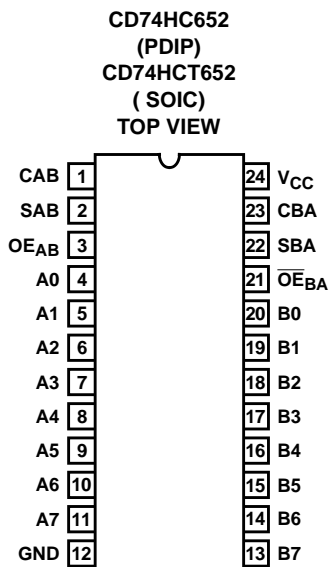 CD74HC652
(PDIP)
CD74HCT652
( SOIC)
TOP VIEW
CAB 1 24 VCC
SAB 2 23 CBA
OEAB 3 22 SBA
A0 4 21 O̅E̅BA
A1 5 20 B0
A2 6 19 B1
A3 7 18 B2
A4 8 17 B3
A5 9 16 B4
A6 10 15 B5
A7 11 14 B6
GND 12 13 B7